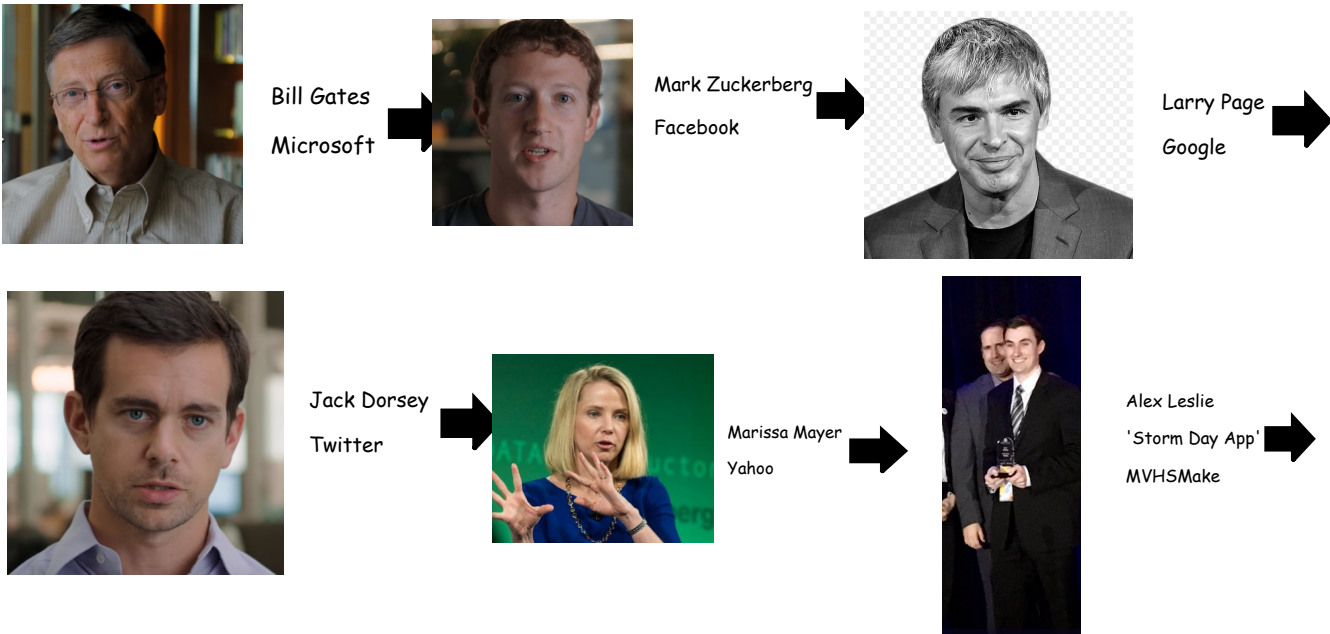 Bill Gates
Microsoft
Mark Zuckerberg
Facebook
Larry Page
Google
Jack Dorsey
Twitter
Marissa Mayer
Yahoo
Alex Leslie
'Storm Day App'
MVHSMake